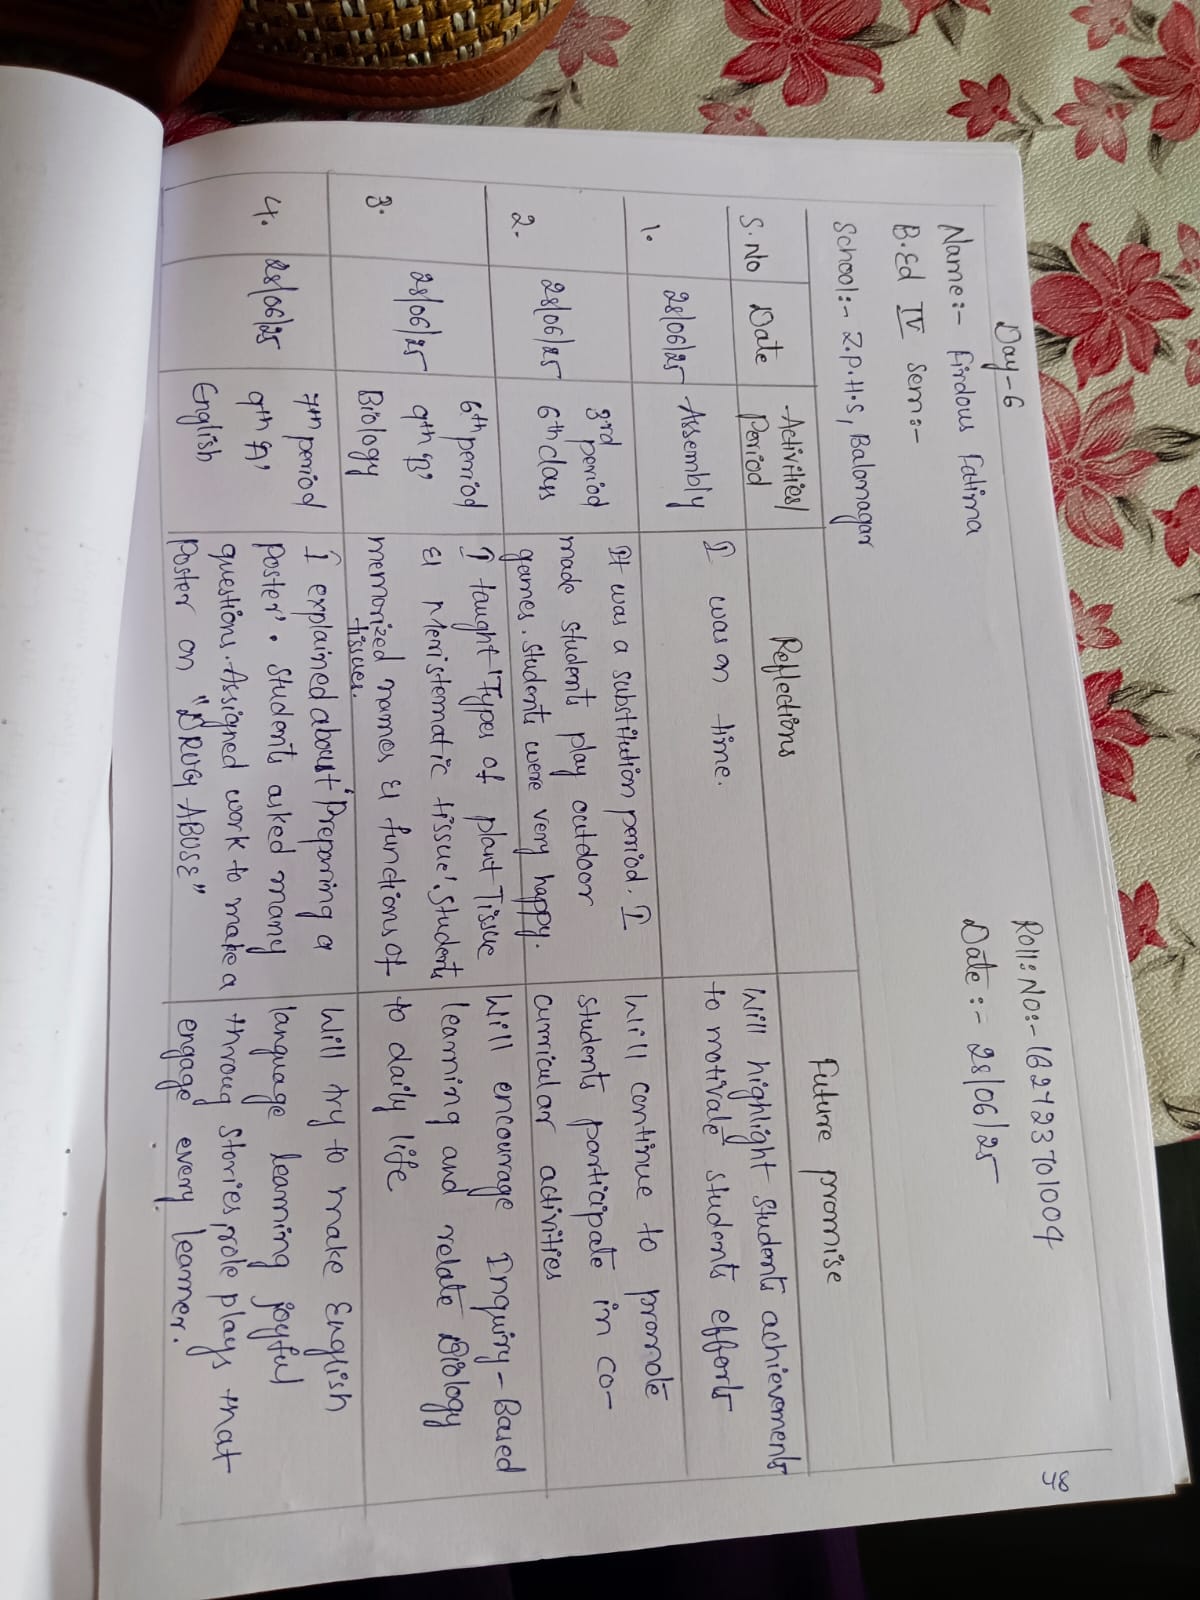 48
Day-6
Roll. No:- 162423701004
Name:- Firdous Fatima
Date:- 28/06/25
B.Ed IV Sem:-
School:- Z.P.H.S, Balanagar
S.No Date Activities/ Reflections Future promise
Period
1. 28/06/25 Assembly I was on time. Will highlight students achievements
to motivate students efforts
2. 28/06/25 3rd period It was a substitution period. I Will continue to promote
6th class made students play outdoor students participate in co-
games. Students were very happy. curricular activities
3. 28/06/25 6th period I taught "Types of plant Tissue Will encourage Inquiry-Based
9th 'B' & Meristematic tissue'. Students learning and relate Biology
Biology memorized names & functions of to daily life
tissues.
4. 28/06/25 7th period I explained about 'Preparing a Will try to make English
9th 'A' Poster'. Students asked many language learning joyful
English questions. Assigned work to make a throug stories, role plays that
Poster on "DRUG ABUSE" engage every learner.